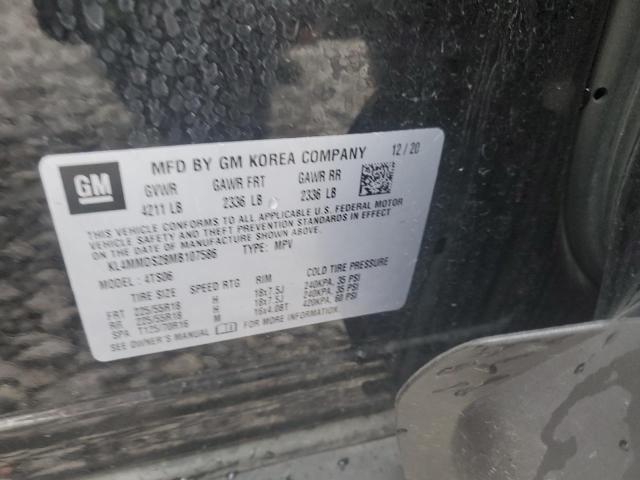 GM
MFD BY GM KOREA COMPANY 12/20
GVWR GAWR FRT GAWR RR
4211 LB 2336 LB 2336 LB
THIS VEHICLE CONFORMS TO ALL APPLICABLE U.S. FEDERAL MOTOR
VEHICLE SAFETY AND THEFT PREVENTION STANDARDS IN EFFECT
ON THE DATE OF MANUFACTURE SHOWN ABOVE.
KL4MMDS28MB107586 TYPE: MPV
MODEL: 4TS06
TIRE SIZE SPEED RTG RIM COLD TIRE PRESSURE
FRT 225/55R18 H 18x7.5J 240KPA, 35 PSI
RR 225/55R18 H 18x7.5J 240KPA, 35 PSI
SPA T125/70R16 M 16x4.0BT 420KPA, 60 PSI
SEE OWNER'S MANUAL FOR MORE INFORMATION